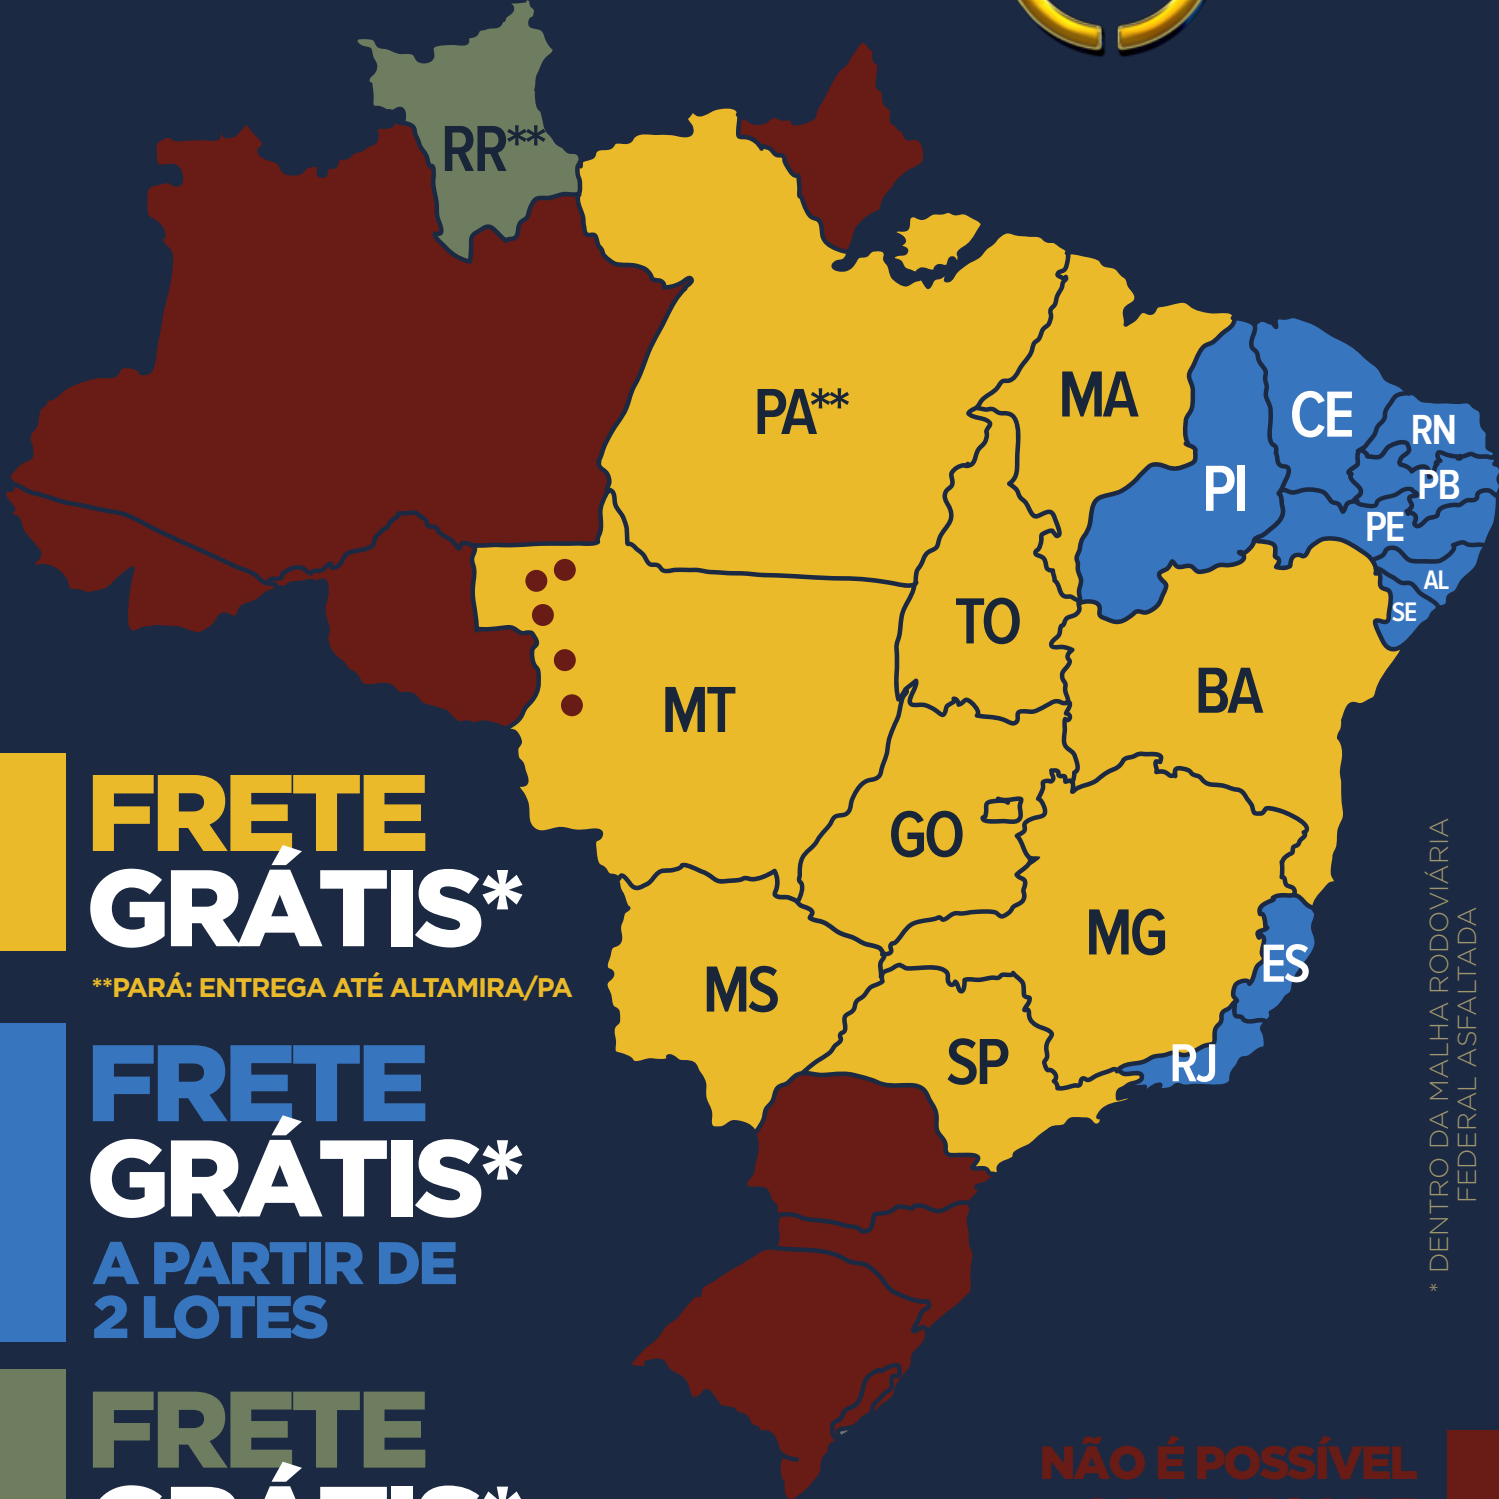 RR**
PA**
MA
CE
RN
PI
PB
PE
AL
SE
TO
BA
MT
GO
MG
ES
MS
SP
RJ
FRETE
GRÁTIS*
**PARÁ: ENTREGA ATÉ ALTAMIRA/PA
FRETE
GRÁTIS*
A PARTIR DE
2 LOTES
FRETE
GRÁTIS*
* DENTRO DA MALHA RODOVIÁRIA
FEDERAL ASFALTADA
NÃO É POSSÍVEL